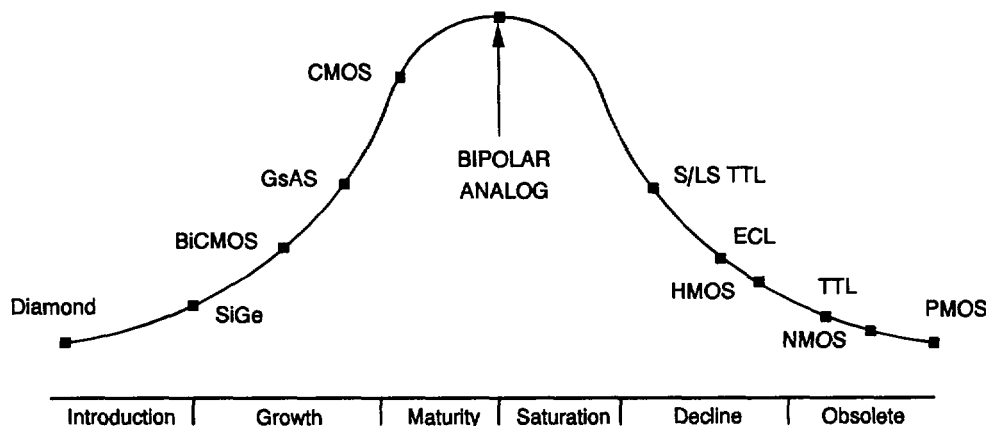 CMOS
BIPOLAR
ANALOG
GsAS
S/LS TTL
BiCMOS
ECL
Diamond
SiGe
HMOS
TTL
PMOS
NMOS
Introduction
Growth
Maturity
Saturation
Decline
Obsolete